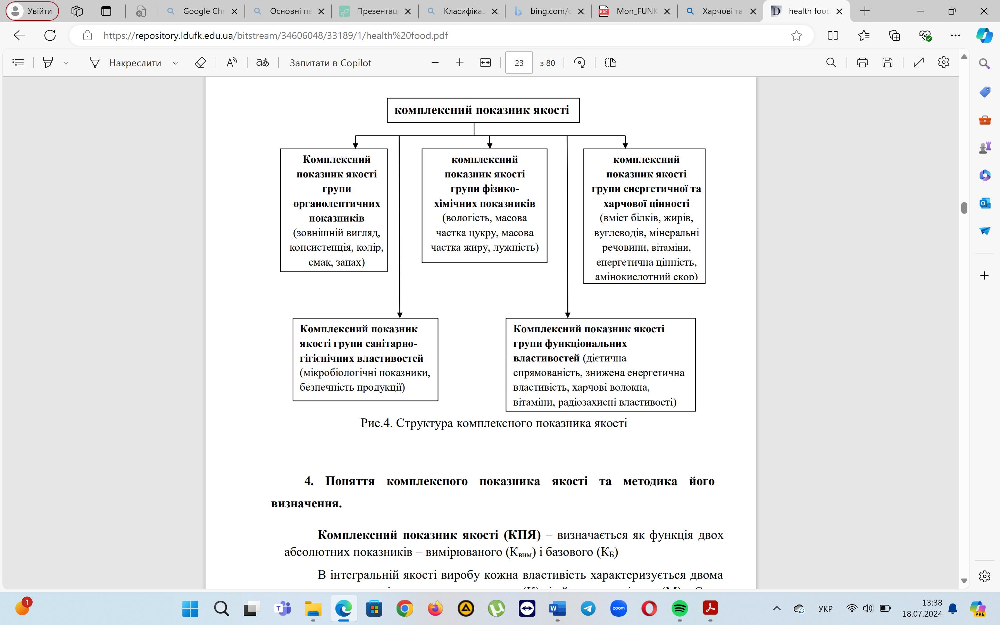 Увійти
Google Chr
Основні пе
Презентац
Класифікац
bing.com/c
Mon_FUNK
Харчові та
health food
https://repository.ldufk.edu.ua/bitstream/34606048/33189/1/health%20food.pdf
Накреслити
Запитати в Copilot
23
з 80
комплексний показник якості
Комплексний
показник якості
групи
органолептичних
показників
(зовнішній вигляд,
консистенція, колір,
смак, запах)
комплексний
показник якості
групи фізико-
хімічних показників
(вологість, масова
частка цукру, масова
частка жиру, лужність)
комплексний
показник якості
групи енергетичної та
харчової цінності
(вміст білків, жирів,
вуглеводів, мінеральні
речовини, вітаміни,
енергетична цінність,
амінокислотний скор)
Комплексний показник
якості групи санітарно-
гігієнічних властивостей
(мікробіологічні показники,
безпечність продукції)
Комплексний показник якості
групи функціональних
властивостей (дієтична
спрямованість, знижена енергетична
властивість, харчові волокна,
вітаміни, радіозахисні властивості)
Рис.4. Структура комплексного показника якості
4. Поняття комплексного показника якості та методика його
визначення.
Комплексний показник якості (КПЯ) – визначається як функція двох
абсолютних показників – вимірюваного (Квим) і базового (КБ)
В інтегральній якості виробу кожна властивість характеризується двома
1
УКР
13:38
18.07.2024
PRE